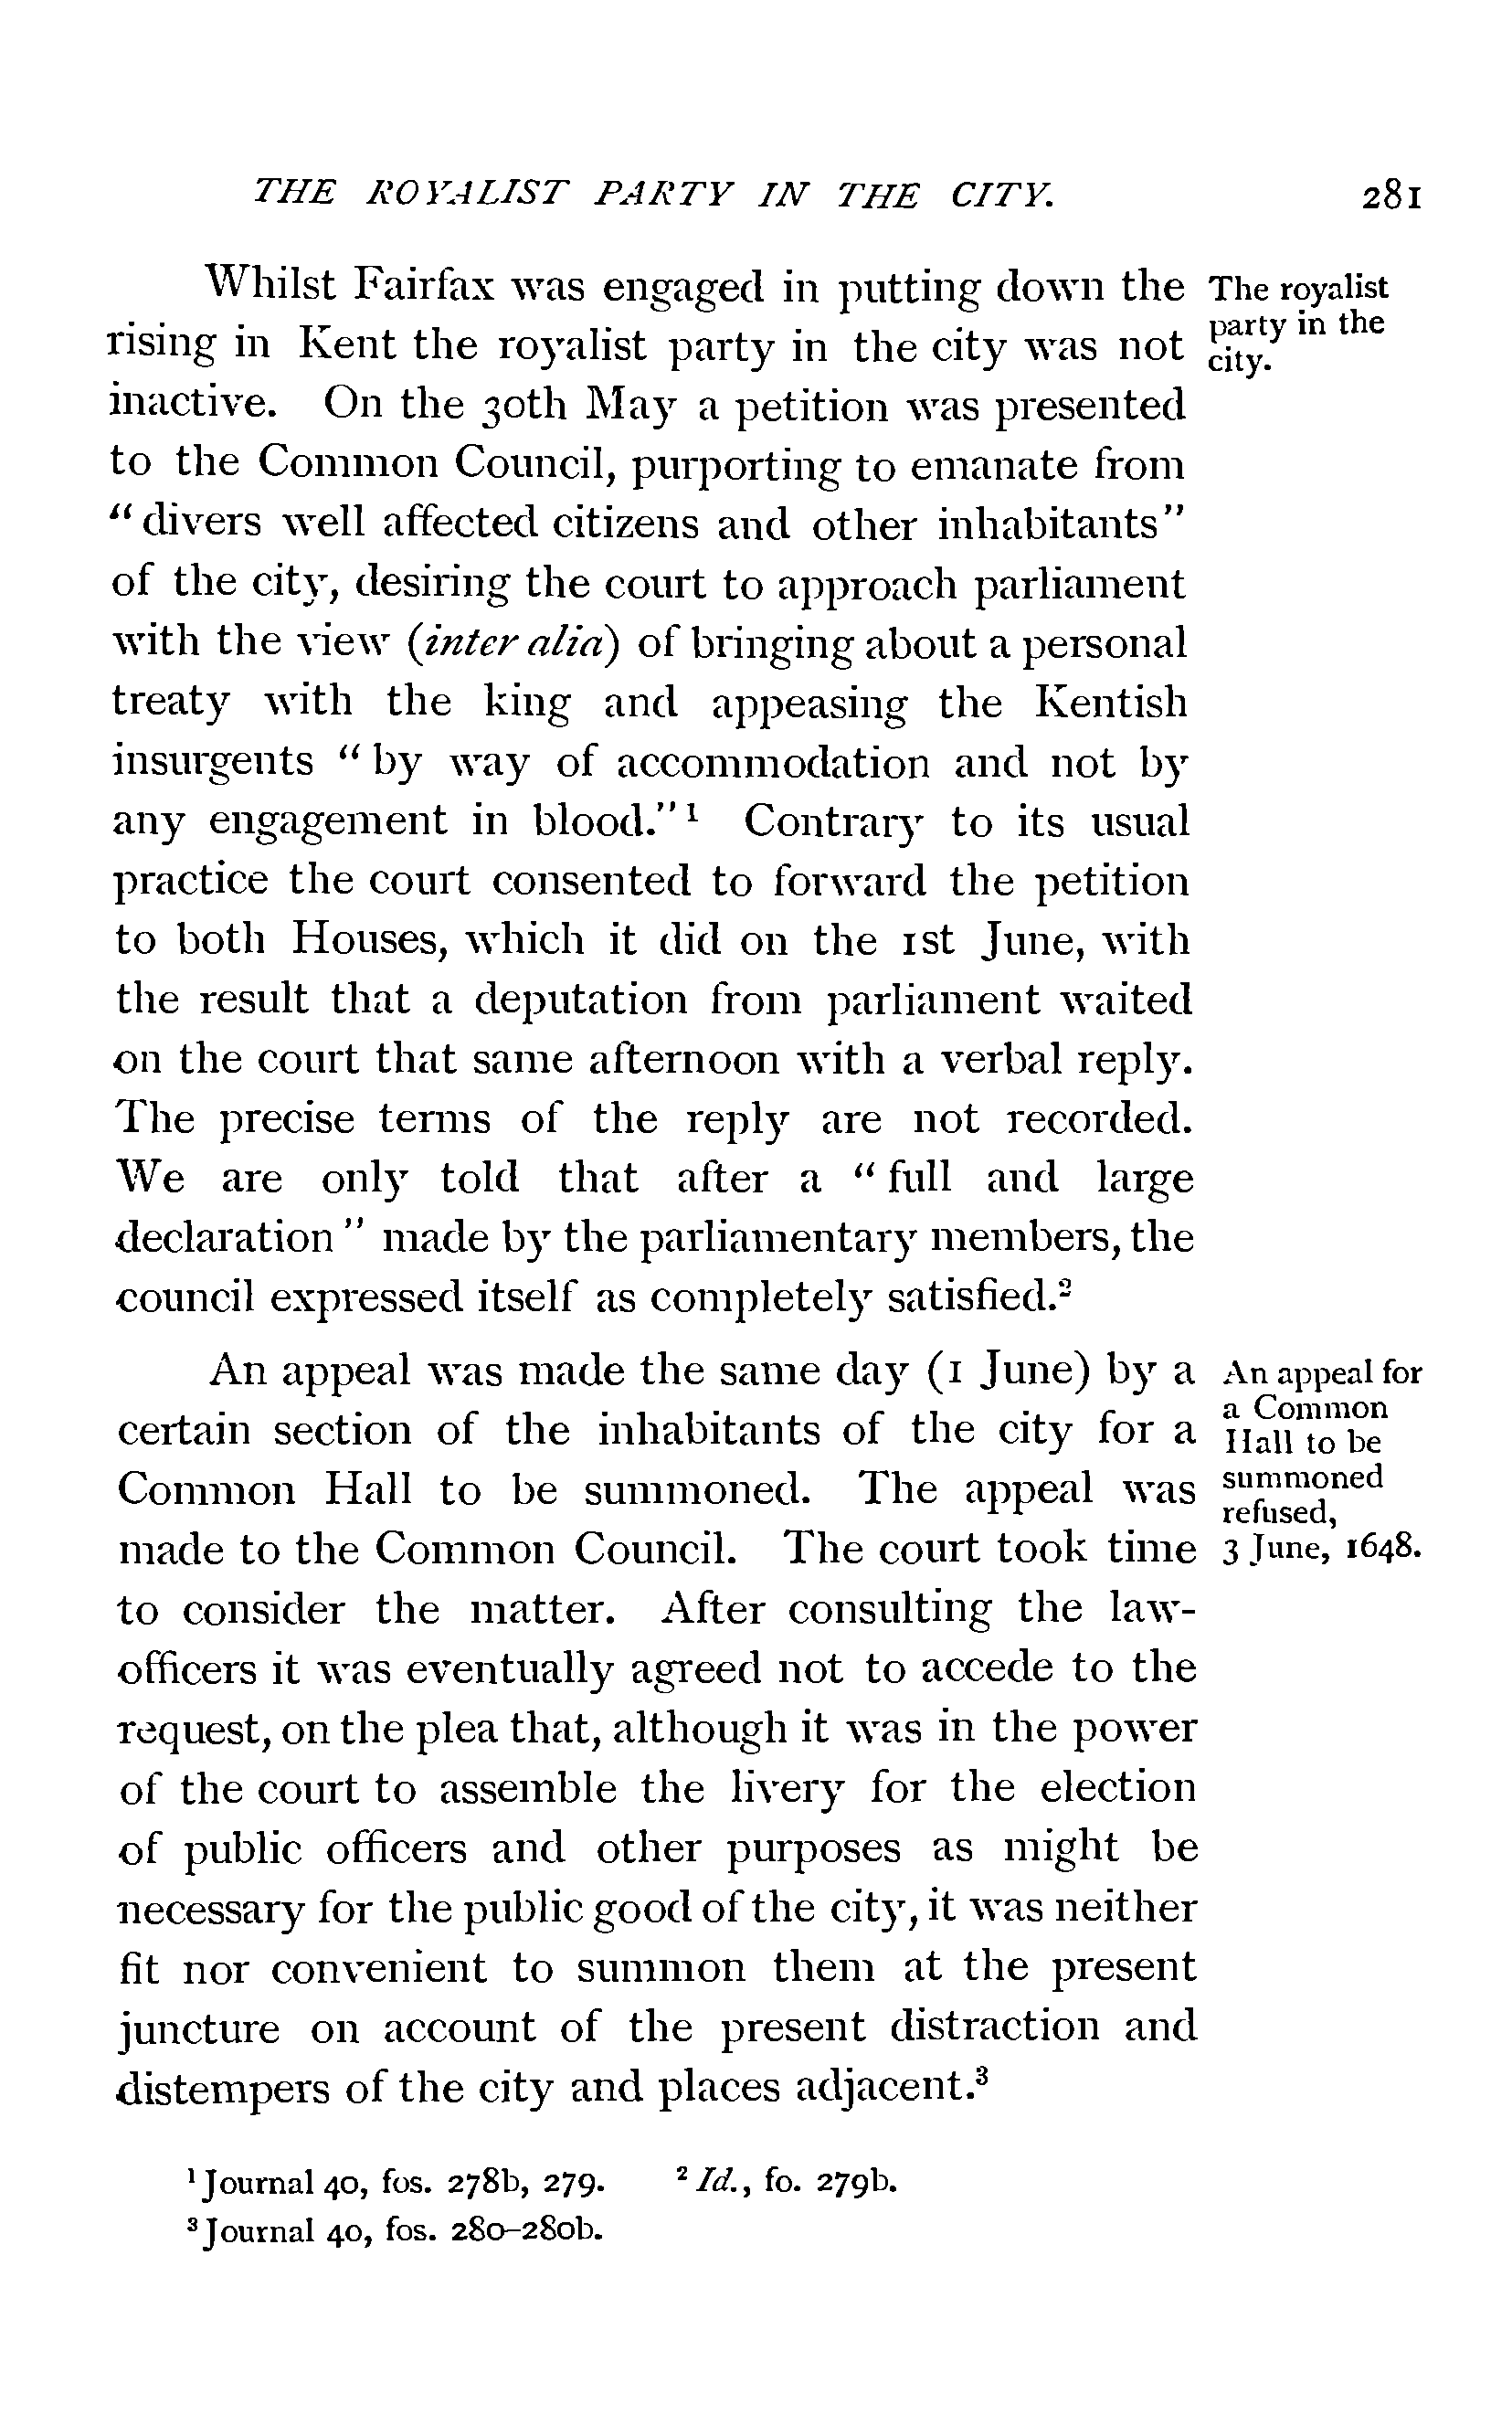 THE ROYALIST PARTY IN THE CITY. 281
Whilst Fairfax was engaged in putting down the
rising in Kent the royalist party in the city was not
inactive. On the 30th May a petition was presented
to the Common Council, purporting to emanate from
"divers well affected citizens and other inhabitants"
of the city, desiring the court to approach parliament
with the view (inter alia) of bringing about a personal
treaty with the king and appeasing the Kentish
insurgents "by way of accommodation and not by
any engagement in blood."¹ Contrary to its usual
practice the court consented to forward the petition
to both Houses, which it did on the 1st June, with
the result that a deputation from parliament waited
on the court that same afternoon with a verbal reply.
The precise terms of the reply are not recorded.
We are only told that after a "full and large
declaration" made by the parliamentary members, the
council expressed itself as completely satisfied.²
The royalist
party in the
city.
An appeal was made the same day (1 June) by a
certain section of the inhabitants of the city for a
Common Hall to be summoned. The appeal was
made to the Common Council. The court took time
to consider the matter. After consulting the law-
officers it was eventually agreed not to accede to the
request, on the plea that, although it was in the power
of the court to assemble the livery for the election
of public officers and other purposes as might be
necessary for the public good of the city, it was neither
fit nor convenient to summon them at the present
juncture on account of the present distraction and
distempers of the city and places adjacent.³
An appeal for
a Common
Hall to be
summoned
refused,
3 June, 1648.
¹ Journal 40, fos. 278b, 279. ² Id., fo. 279b.
³ Journal 40, fos. 280–280b.